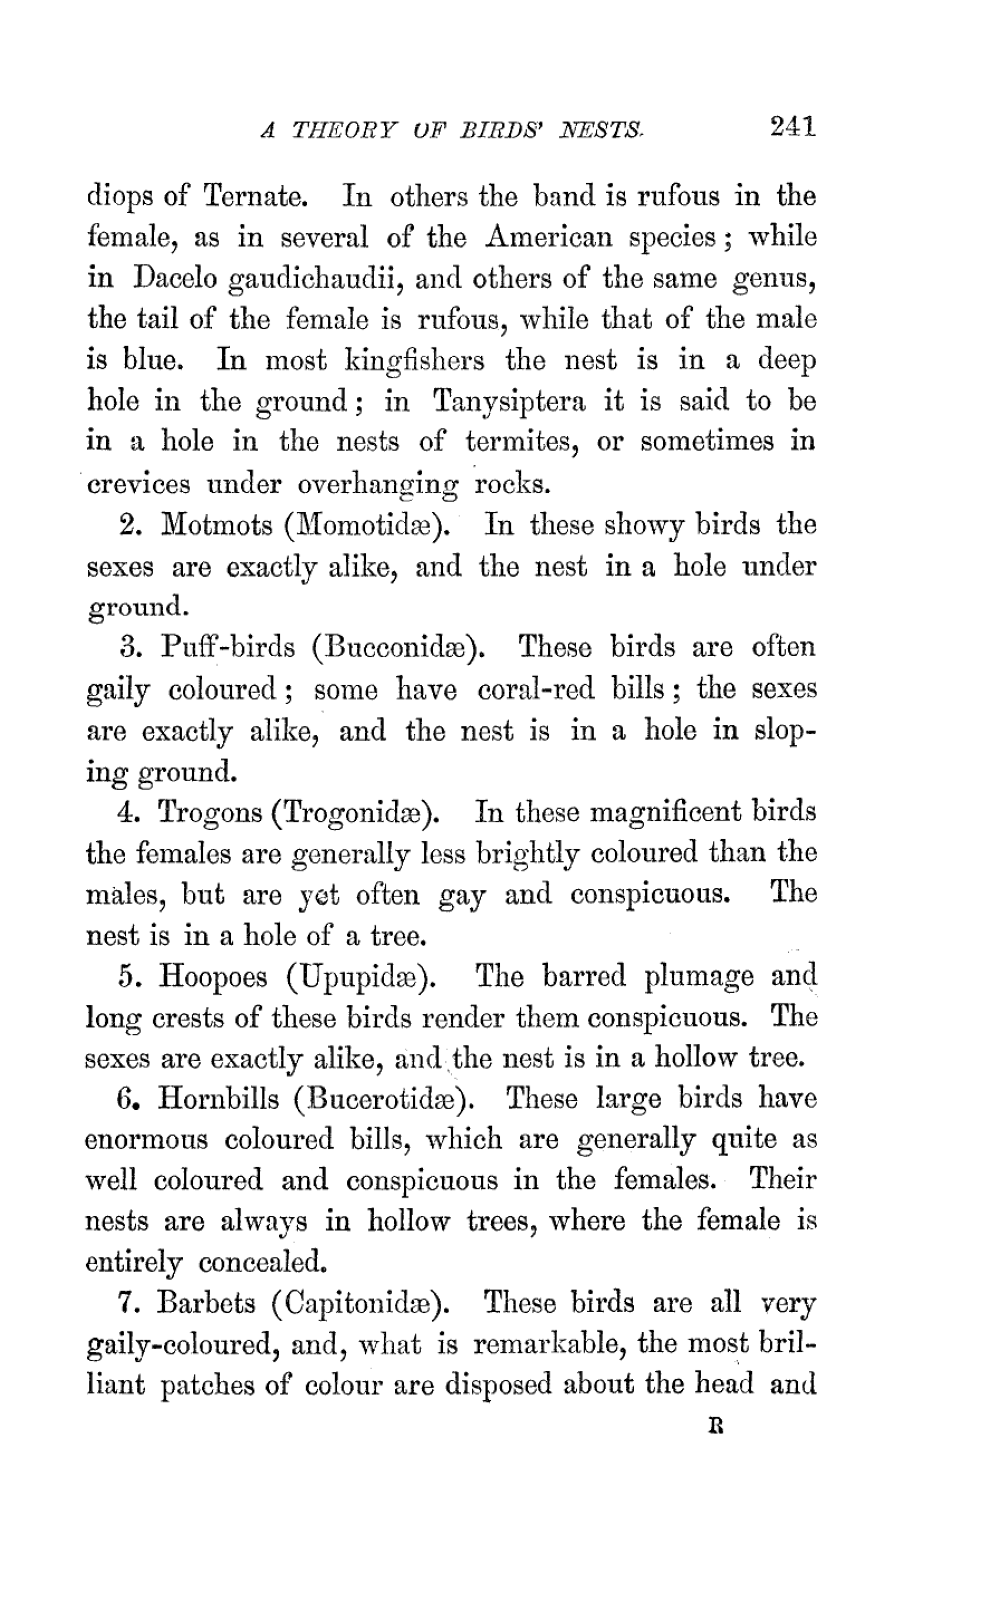 A THEORY OF BIRDS' NESTS. 241
diops of Ternate. In others the band is rufous in the
female, as in several of the American species; while
in Dacelo gaudichaudii, and others of the same genus,
the tail of the female is rufous, while that of the male
is blue. In most kingfishers the nest is in a deep
hole in the ground; in Tanysiptera it is said to be
in a hole in the nests of termites, or sometimes in
crevices under overhanging rocks.
2. Motmots (Momotidæ). In these showy birds the
sexes are exactly alike, and the nest in a hole under
ground.
3. Puff-birds (Bucconidæ). These birds are often
gaily coloured; some have coral-red bills; the sexes
are exactly alike, and the nest is in a hole in slop-
ing ground.
4. Trogons (Trogonidæ). In these magnificent birds
the females are generally less brightly coloured than the
males, but are yet often gay and conspicuous. The
nest is in a hole of a tree.
5. Hoopoes (Upupidæ). The barred plumage and
long crests of these birds render them conspicuous. The
sexes are exactly alike, and the nest is in a hollow tree.
6. Hornbills (Bucerotidæ). These large birds have
enormous coloured bills, which are generally quite as
well coloured and conspicuous in the females. Their
nests are always in hollow trees, where the female is
entirely concealed.
7. Barbets (Capitonidæ). These birds are all very
gaily-coloured, and, what is remarkable, the most bril-
liant patches of colour are disposed about the head and
R